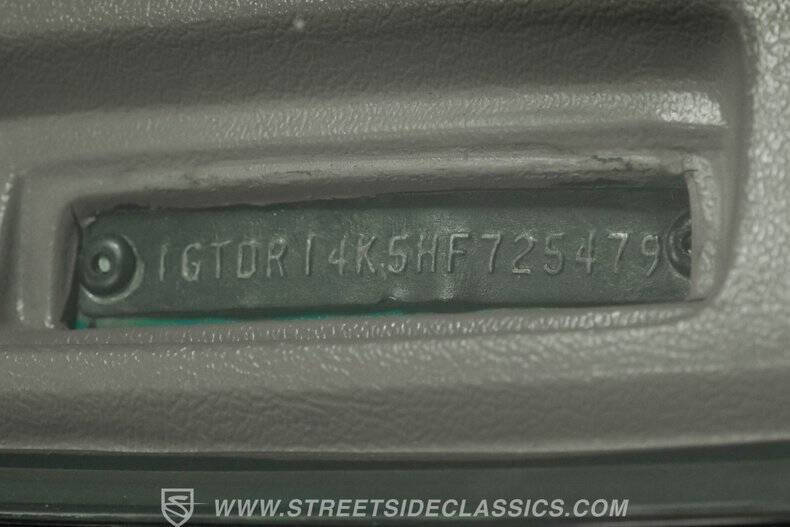 1GTDR14K5HF725479
WWW.STREETSIDECLASSICS.COM